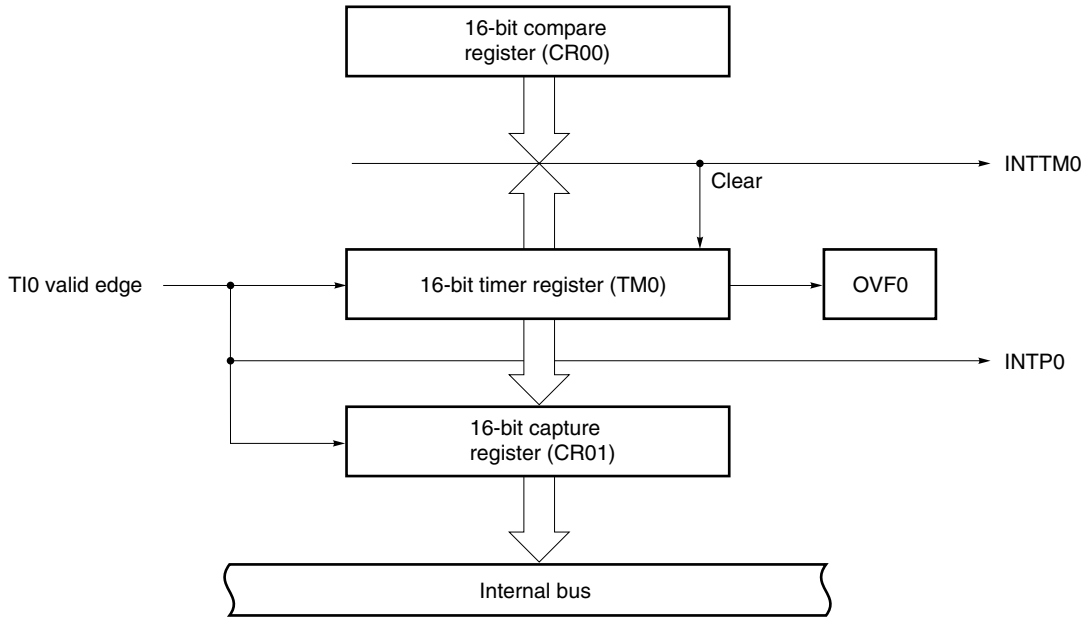 16-bit compare
register (CR00)
INTTM0
Clear
TI0 valid edge
16-bit timer register (TM0)
OVF0
INTP0
16-bit capture
register (CR01)
Internal bus